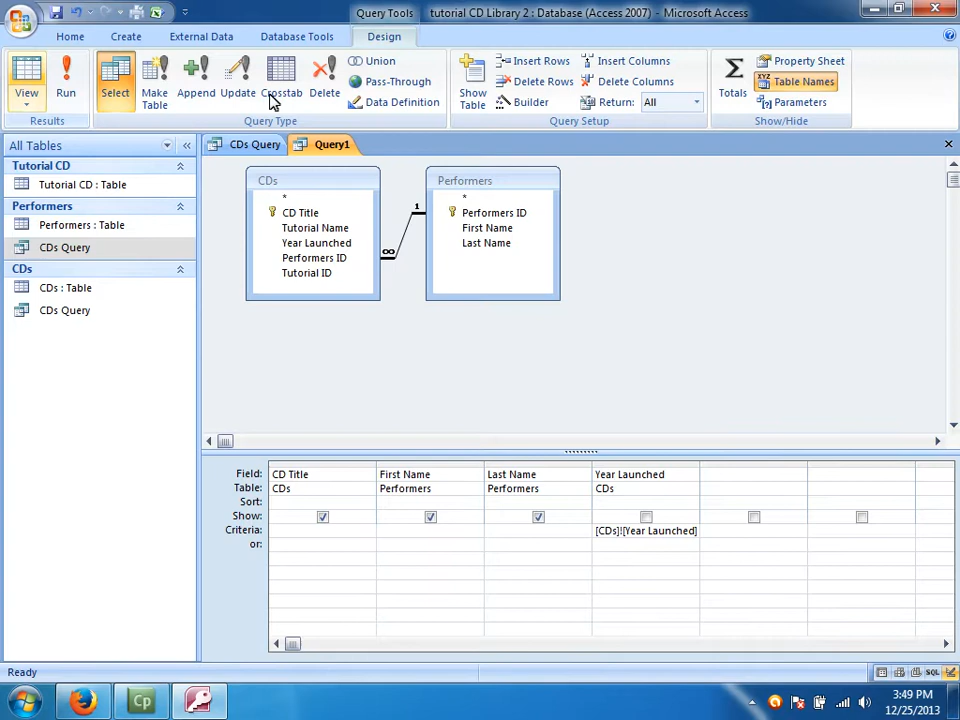 Query Tools
tutorial CD Library 2 : Database (Access 2007) - Microsoft Access
Home
Create
External Data
Database Tools
Design
View
Run
Select
Make Table
Append
Update
Crosstab
Delete
Union
Pass-Through
Data Definition
Show Table
Insert Rows
Delete Rows
Builder
Insert Columns
Delete Columns
Return:
All
Totals
Property Sheet
Table Names
Parameters
Results
Query Type
Query Setup
Show/Hide
All Tables
Tutorial CD
Tutorial CD : Table
Performers
Performers : Table
CDs Query
CDs
CDs : Table
CDs Query
CDs Query
Query1
CDs
*
CD Title
Tutorial Name
Year Launched
Performers ID
Tutorial ID
1
∞
Performers
*
Performers ID
First Name
Last Name
Field: CD Title First Name Last Name Year Launched
Table: CDs Performers Performers CDs
Sort:
Show:
Criteria: [CDs]![Year Launched]
or:
Ready
SQL
Cp
3:49 PM
12/25/2013